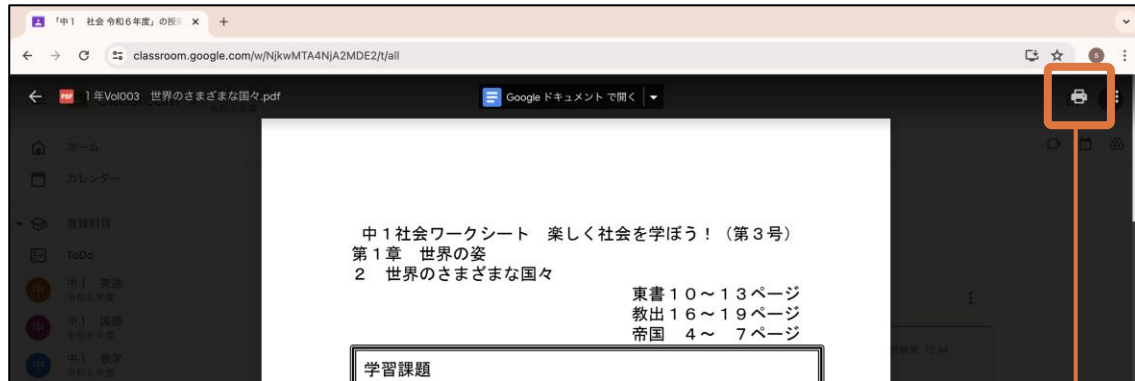 「中1 社会 令和6年度」の授
classroom.google.com/w/NjkwMTA4NjA2MDE2/t/all
S
PDF
1年Vol003 世界のさまざまな国々.pdf
Google ドキュメント で開く
ホーム
カレンダー
登録科目
ToDo
中
中1 英語
令和6年度
中
中1 国語
令和6年度
中
中1 数学
令和6年度
中1社会ワークシート 楽しく社会を学ぼう!(第3号)
第1章 世界の姿
2 世界のさまざまな国々
東書10~13ページ
教出16~19ページ
帝国 4~ 7ページ
学習課題
12:44